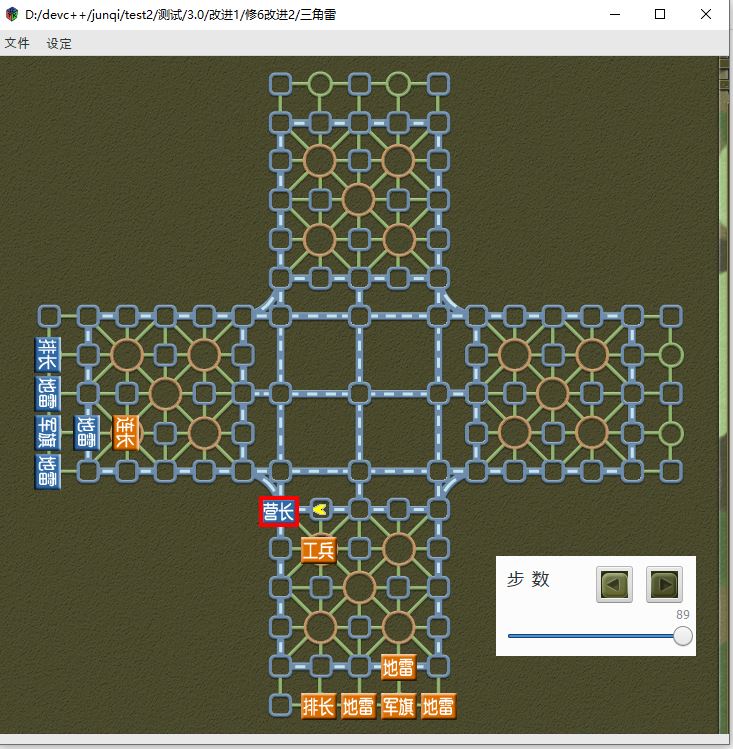 D:/devc++/junqi/test2/测试/3.0/改进1/修6改进2/三角雷
文件 设定
排长
地雷
军旗 地雷 连长
地雷
营长
工兵
步 数
89
地雷
排长 地雷 军旗 地雷